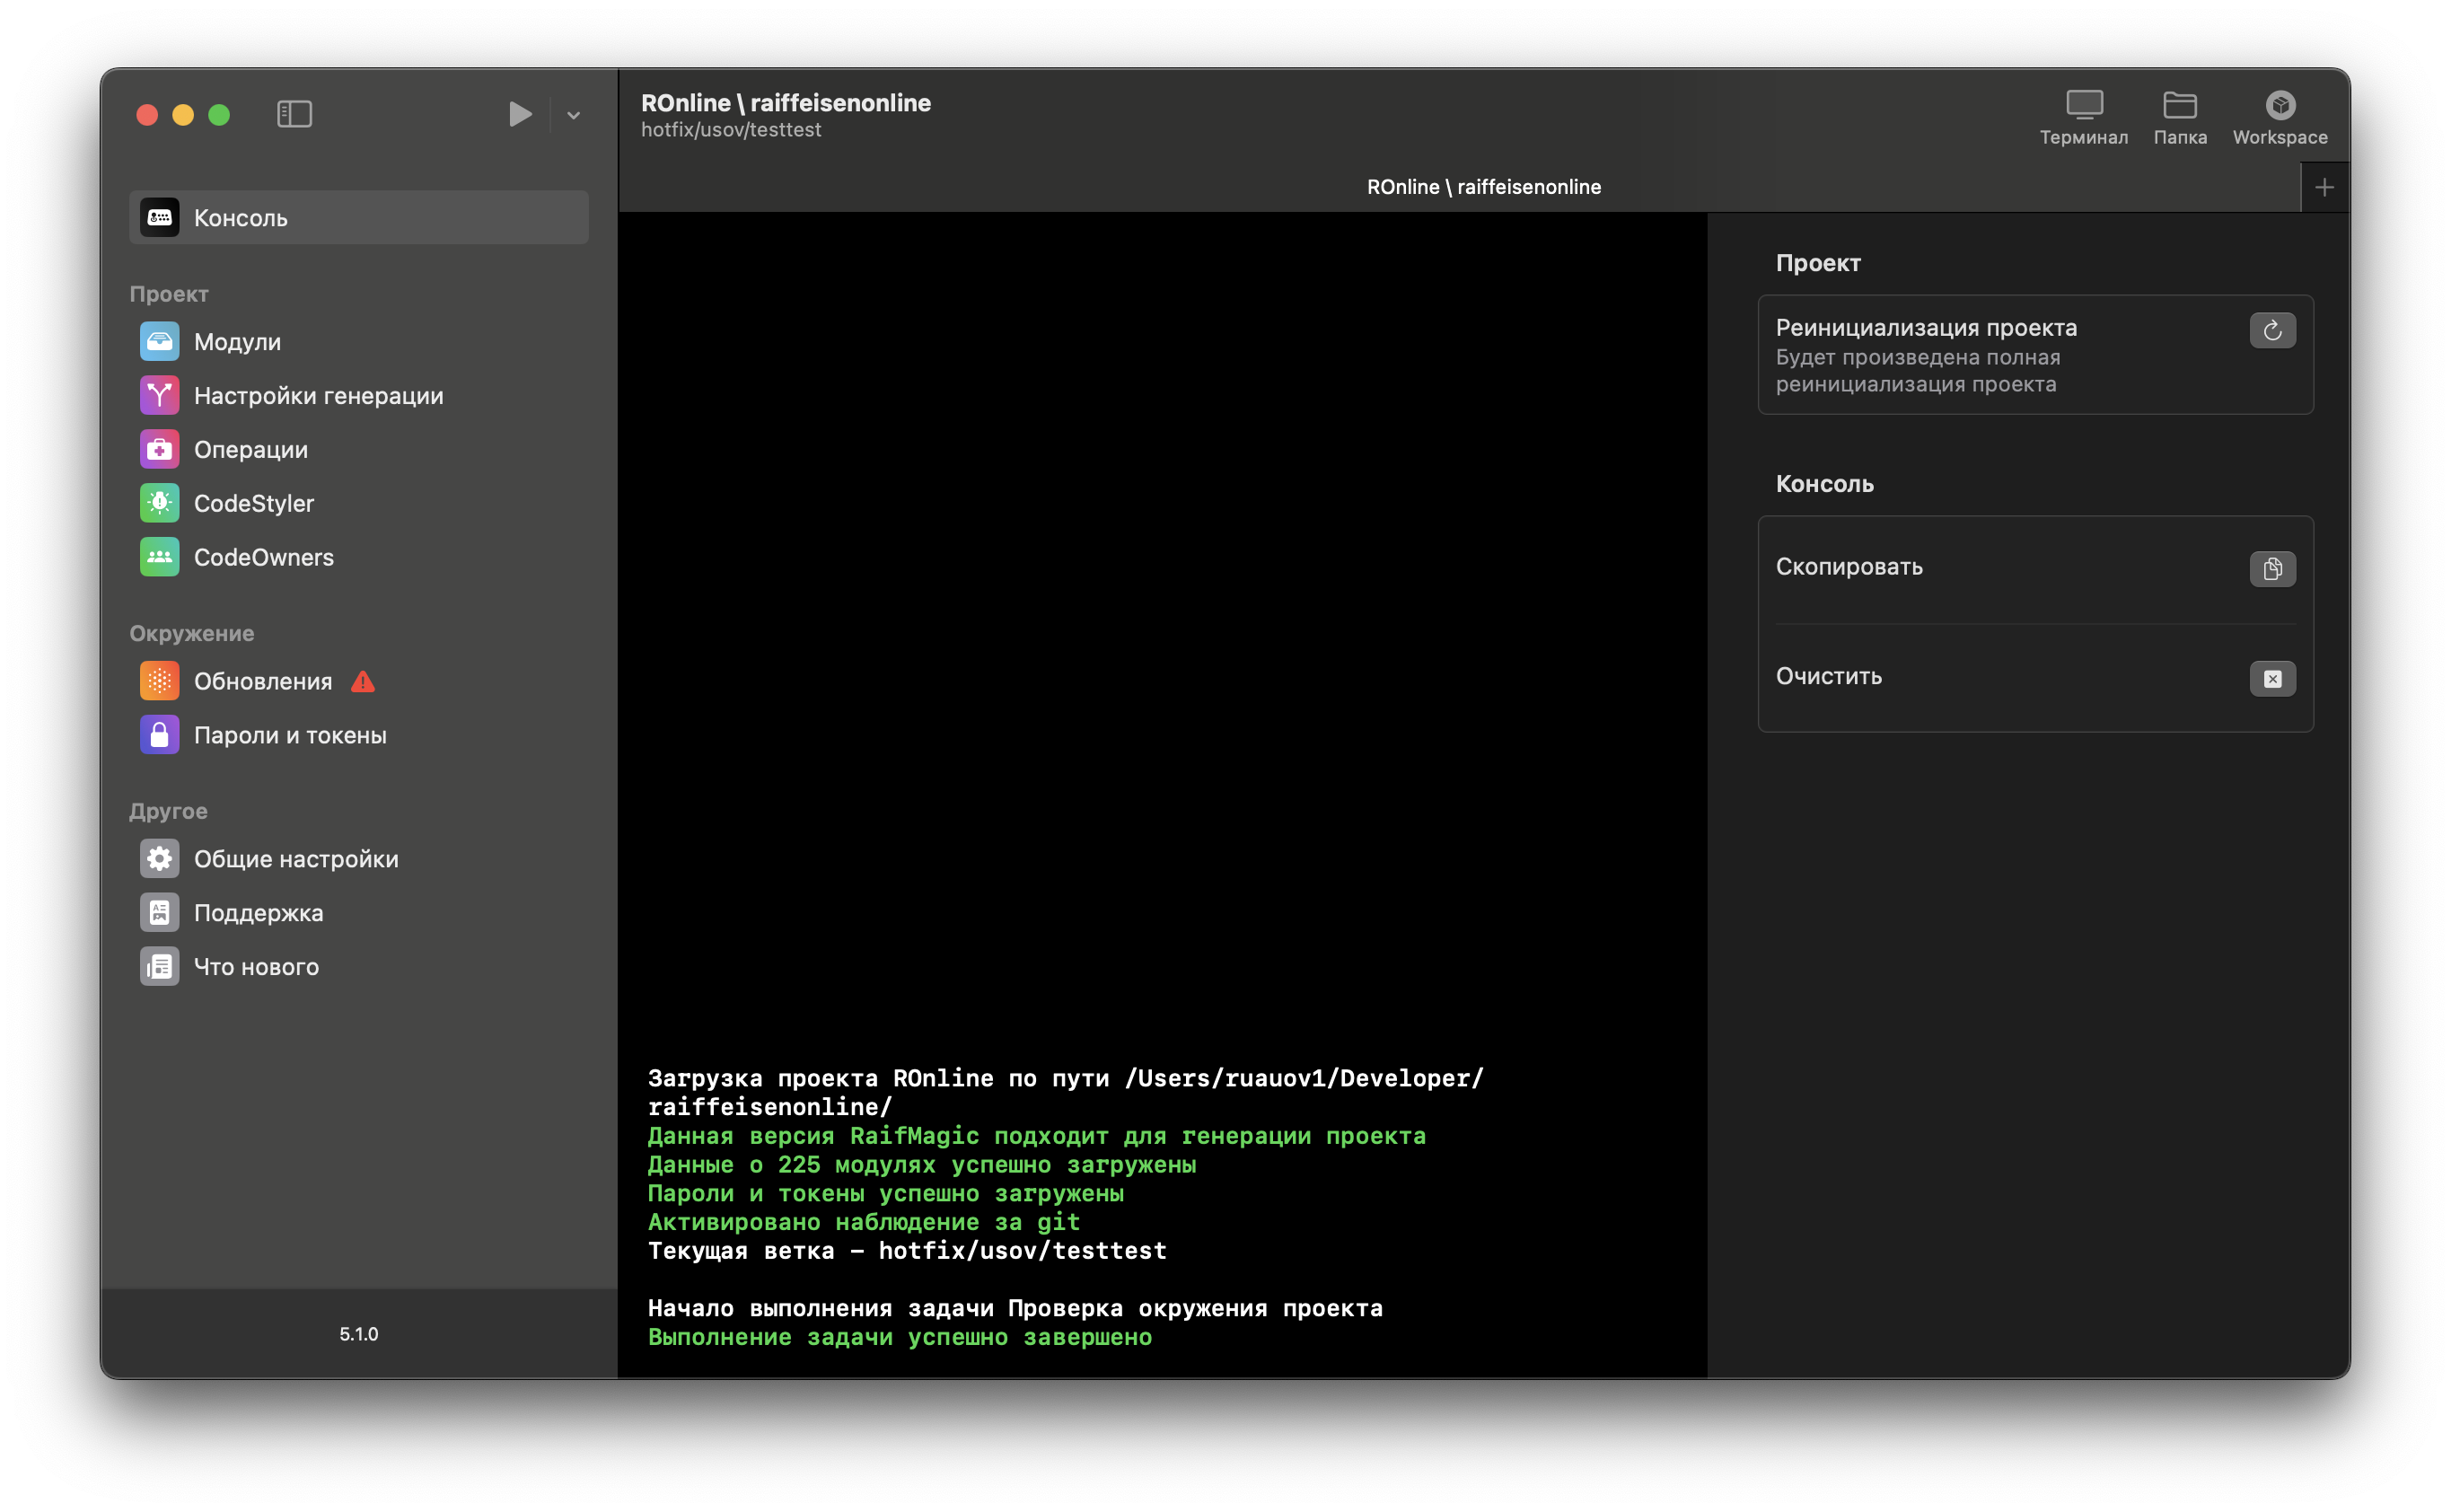 ROnline \ raiffeisenonline
hotfix/usov/testtest
Терминал
Папка
Workspace
ROnline \ raiffeisenonline
Консоль
Проект
Модули
Настройки генерации
Операции
CodeStyler
CodeOwners
Окружение
Обновления
Пароли и токены
Другое
Общие настройки
Поддержка
Что нового
5.1.0
Загрузка проекта ROnline по пути /Users/ruauov1/Developer/
raiffeisenonline/
Данная версия RaifMagic подходит для генерации проекта
Данные о 225 модулях успешно загружены
Пароли и токены успешно загружены
Активировано наблюдение за git
Текущая ветка – hotfix/usov/testtest
Начало выполнения задачи Проверка окружения проекта
Выполнение задачи успешно завершено
Проект
Реинициализация проекта
Будет произведена полная
реинициализация проекта
Консоль
Скопировать
Очистить